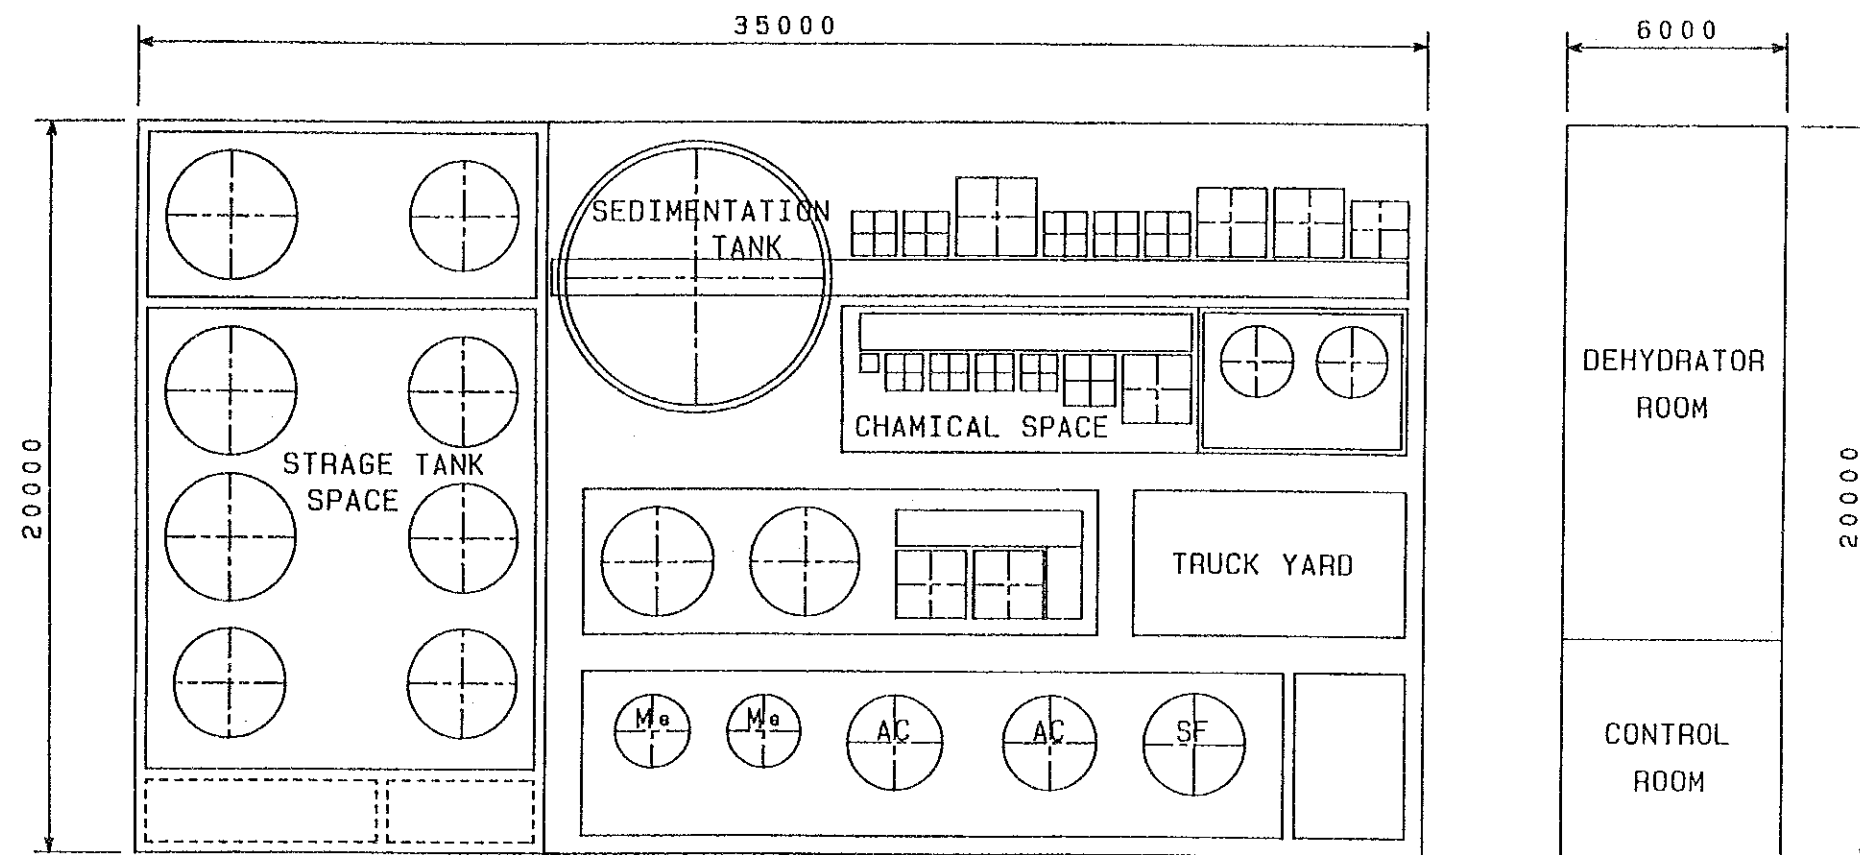 35000
6000
SEDIMENTATION
TANK
DEHYDRATOR
ROOM
CHAMICAL SPACE
STRAGE TANK
SPACE
20000
20000
TRUCK YARD
Me
Me
AC
AC
SF
CONTROL
ROOM